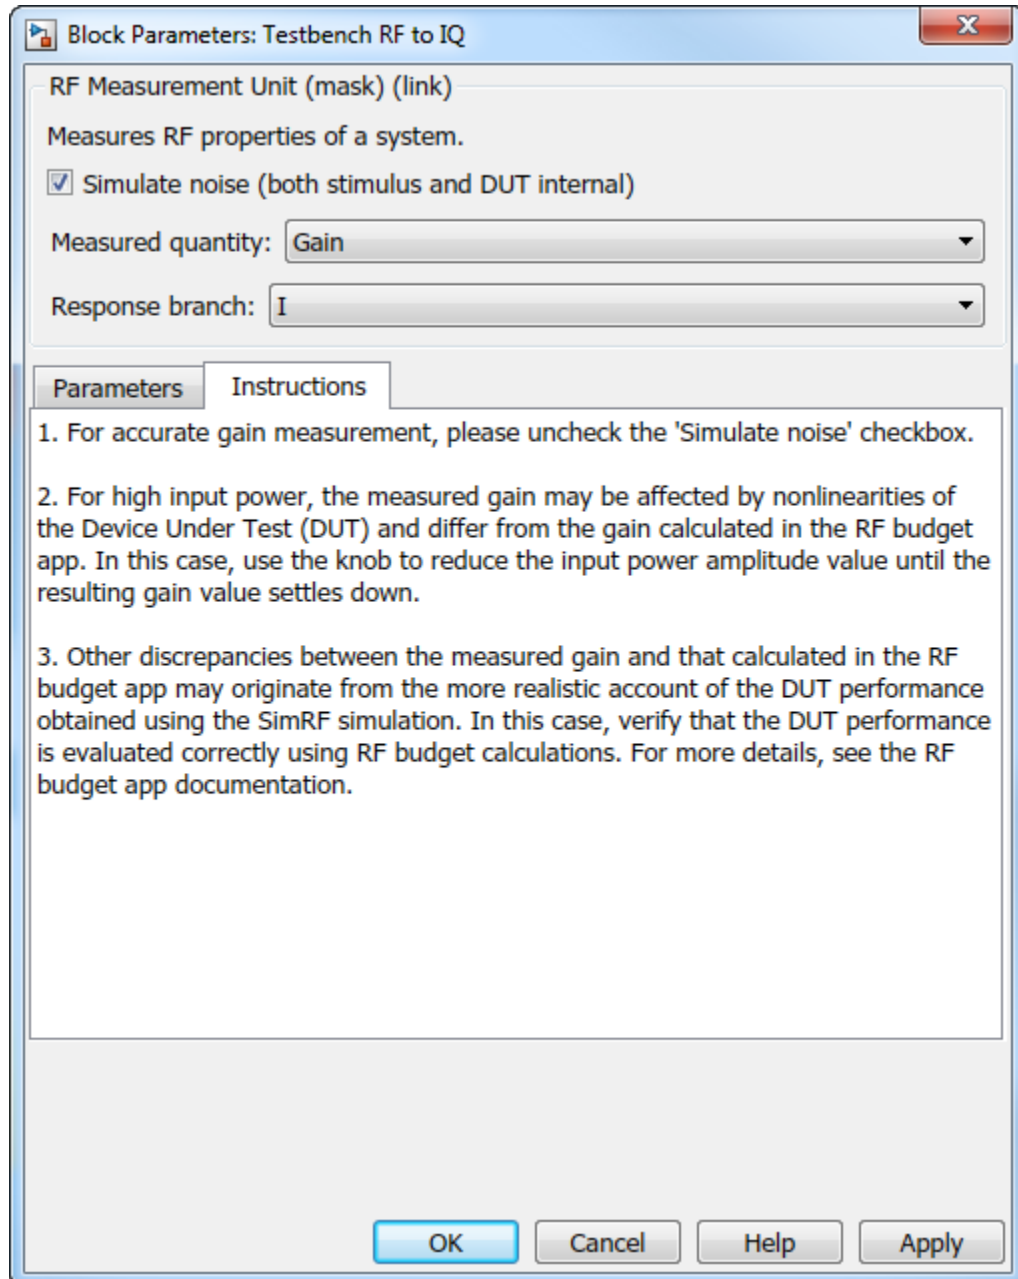 Block Parameters: Testbench RF to IQ
RF Measurement Unit (mask) (link)
Measures RF properties of a system.
Simulate noise (both stimulus and DUT internal)
Measured quantity: Gain
Response branch: I
Parameters Instructions
1. For accurate gain measurement, please uncheck the 'Simulate noise' checkbox.
2. For high input power, the measured gain may be affected by nonlinearities of
the Device Under Test (DUT) and differ from the gain calculated in the RF budget
app. In this case, use the knob to reduce the input power amplitude value until the
resulting gain value settles down.
3. Other discrepancies between the measured gain and that calculated in the RF
budget app may originate from the more realistic account of the DUT performance
obtained using the SimRF simulation. In this case, verify that the DUT performance
is evaluated correctly using RF budget calculations. For more details, see the RF
budget app documentation.
OK Cancel Help Apply